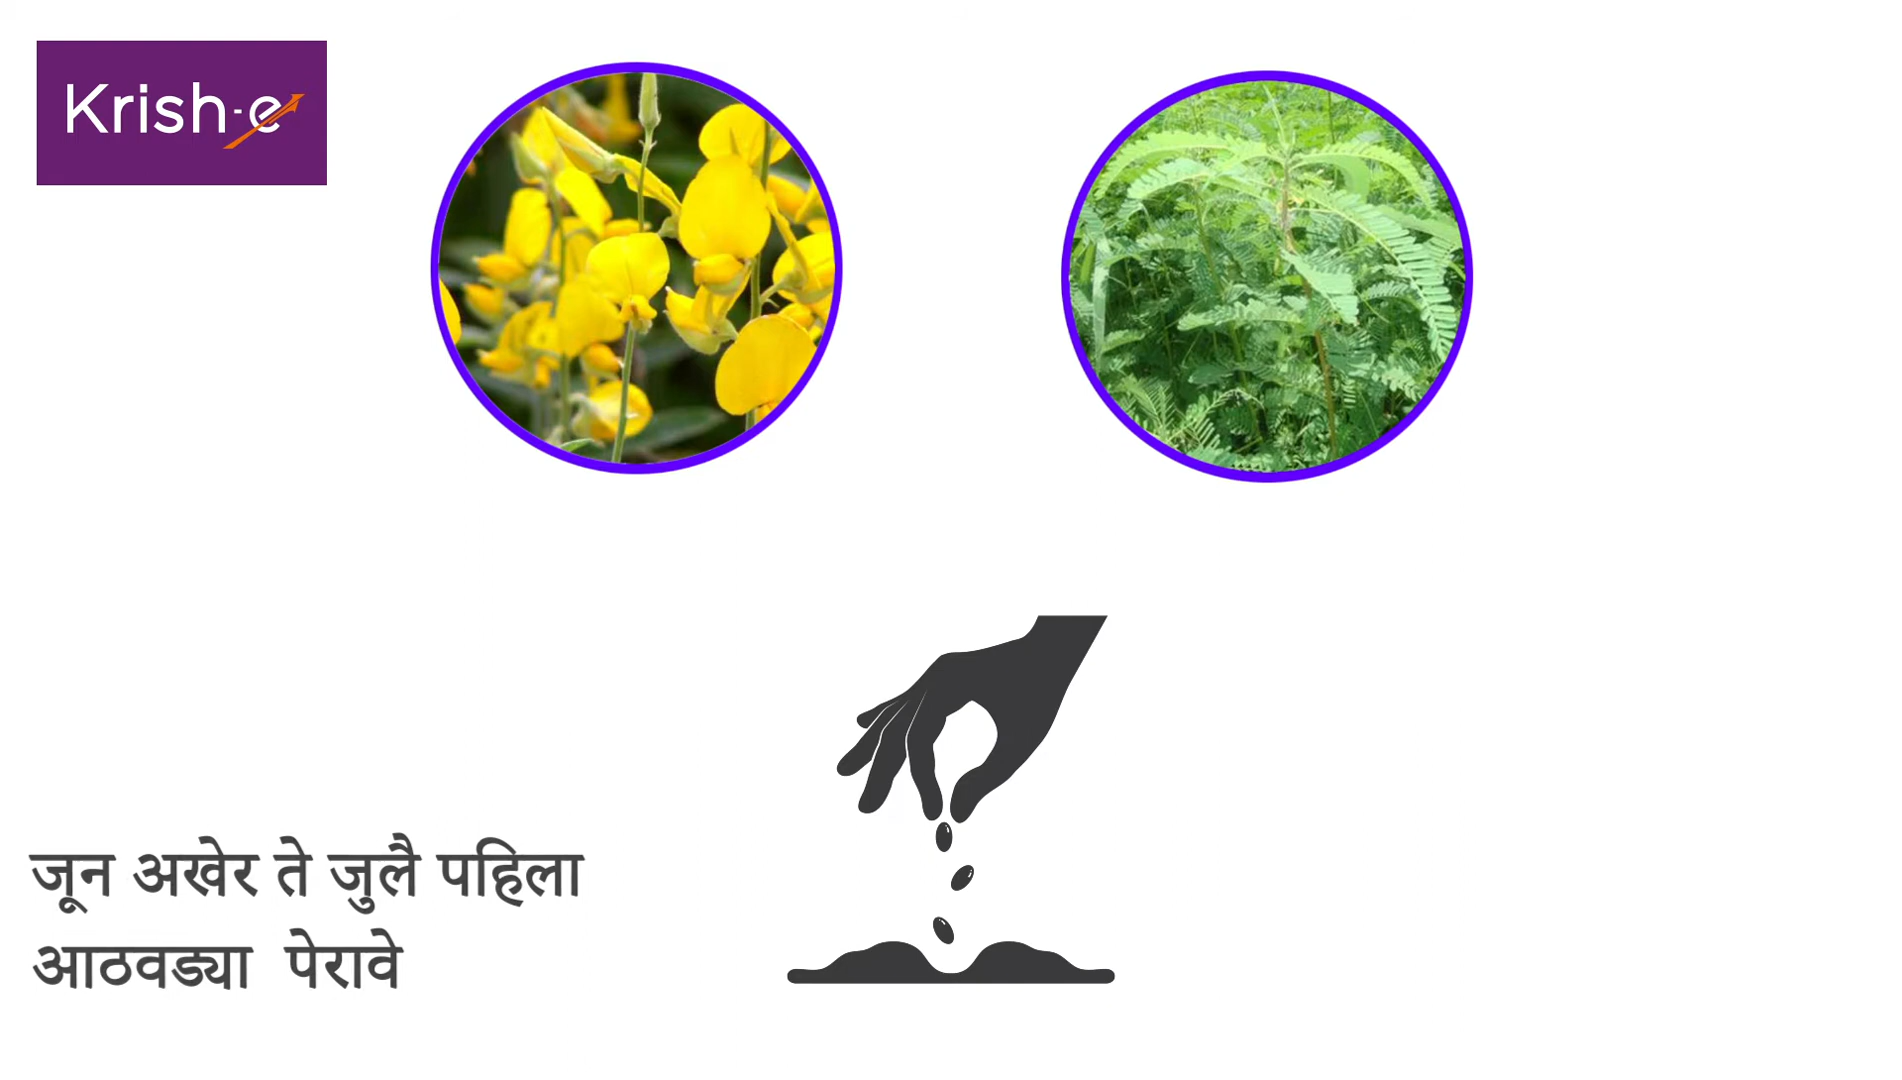 Krish-e
जून अखेर ते जुलै पहिला
आठवड्या पेरावे